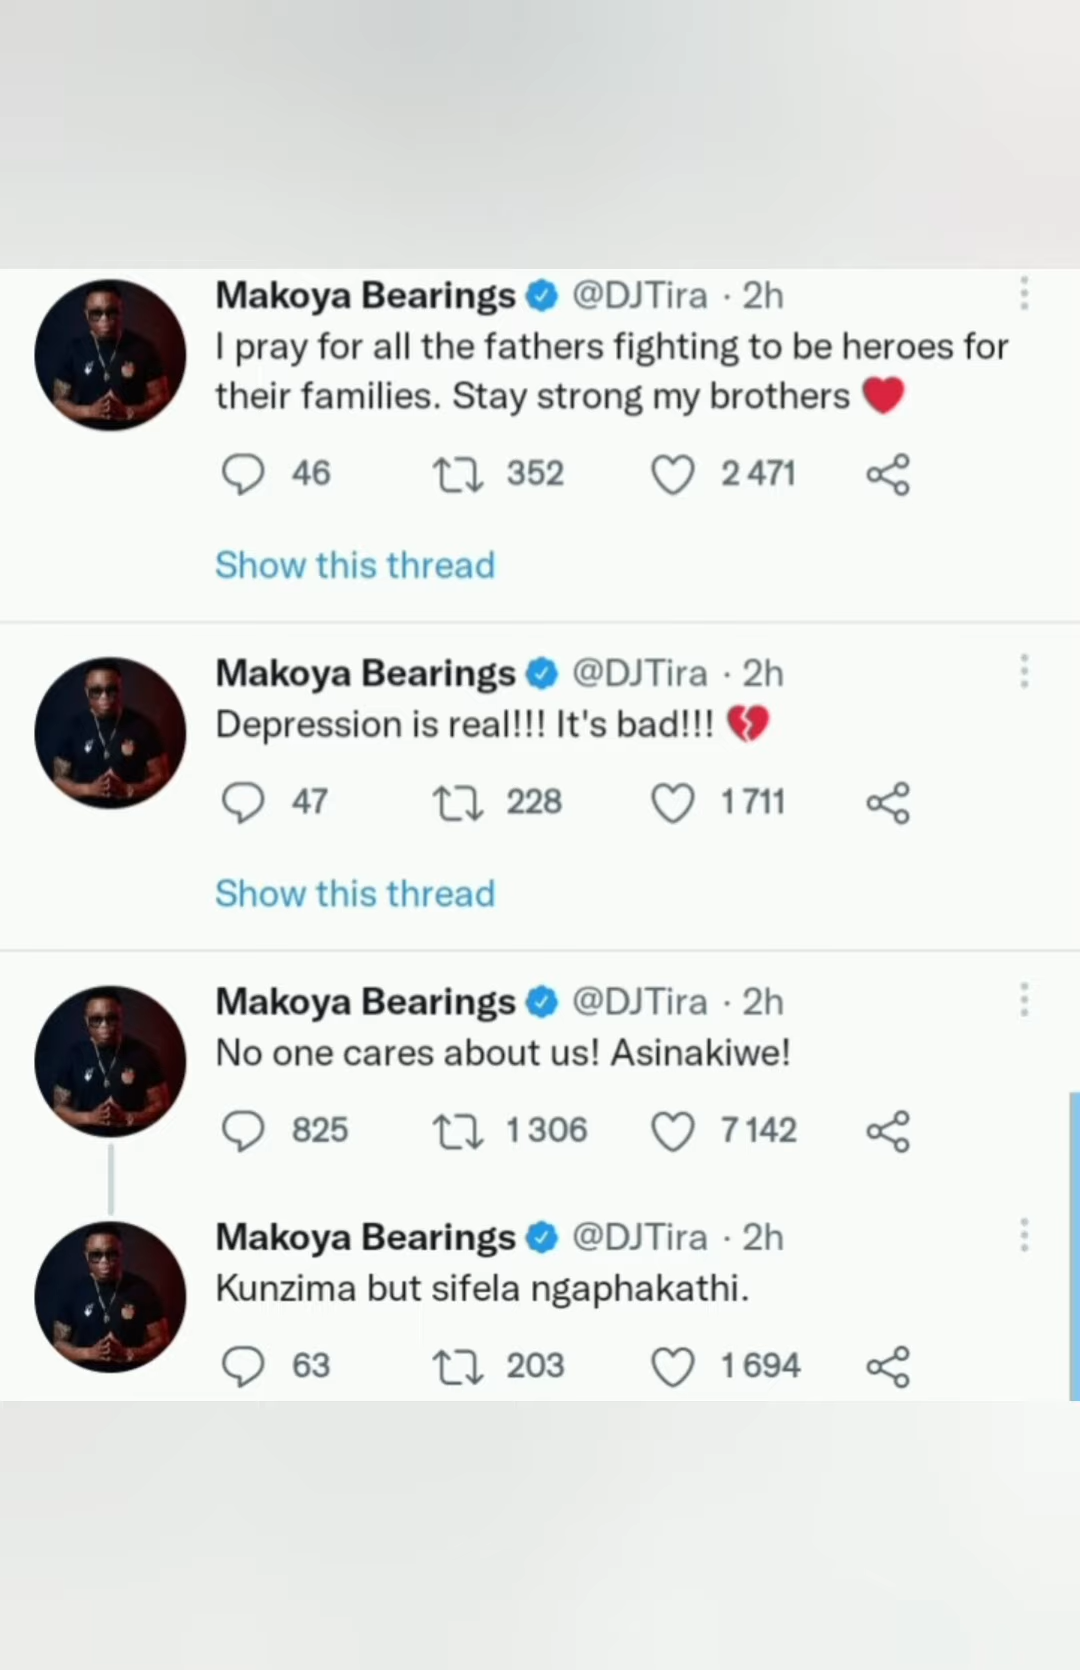 Makoya Bearings @DJTira · 2h
I pray for all the fathers fighting to be heroes for
their families. Stay strong my brothers ❤️
46 352 2 471
Show this thread
Makoya Bearings @DJTira · 2h
Depression is real!!! It's bad!!! 💔
47 228 1 711
Show this thread
Makoya Bearings @DJTira · 2h
No one cares about us! Asinakiwe!
825 1 306 7 142
Makoya Bearings @DJTira · 2h
Kunzima but sifela ngaphakathi.
63 203 1 694